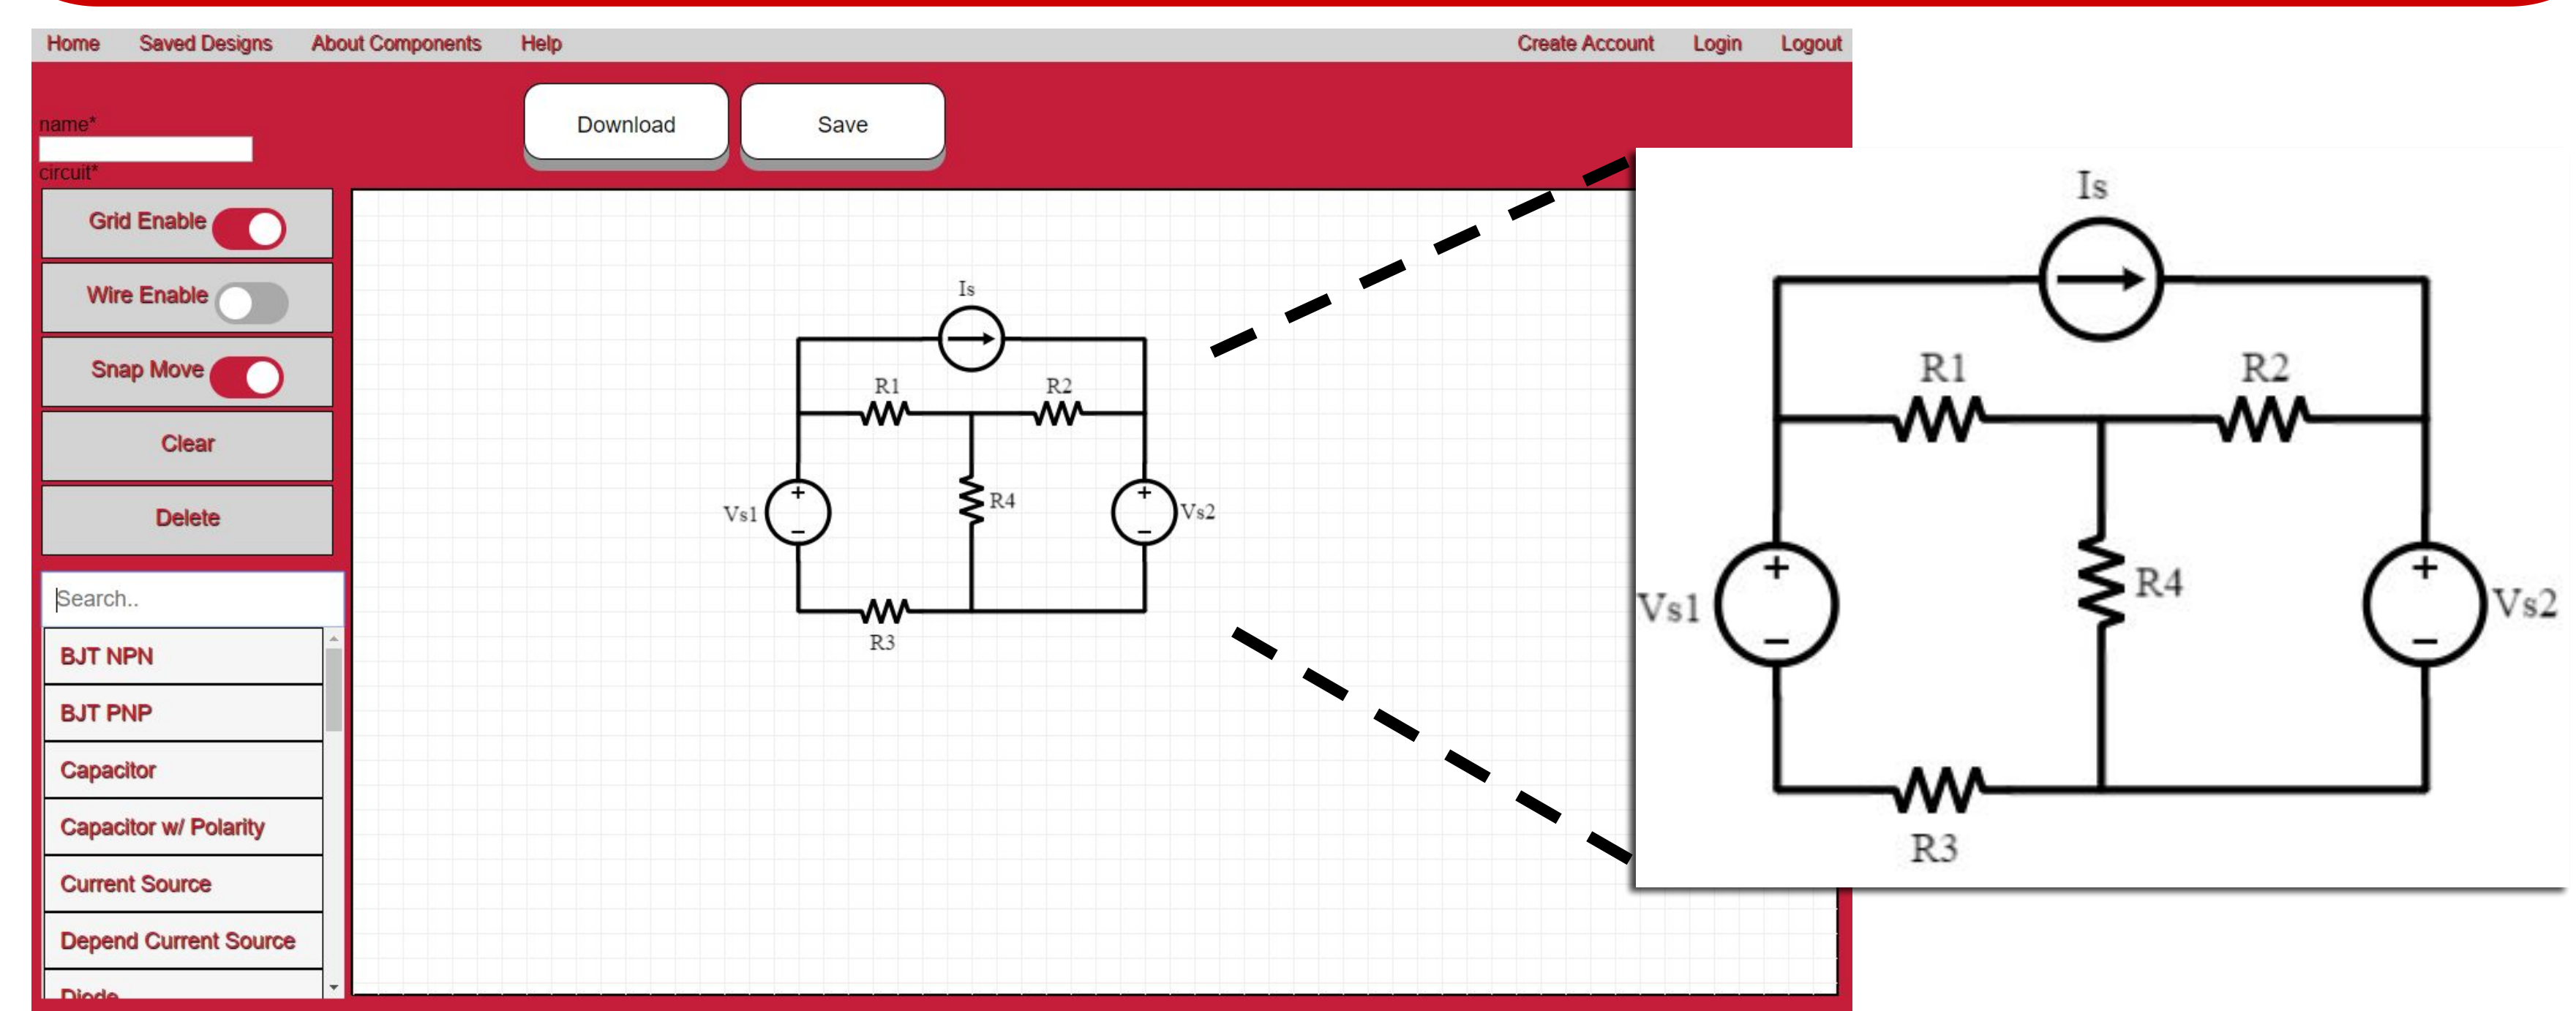 Home Saved Designs About Components Help Create Account Login Logout
name*
Download Save
circuit*
Grid Enable
Wire Enable
Snap Move
Clear
Delete
Search..
BJT NPN
BJT PNP
Capacitor
Capacitor w/ Polarity
Current Source
Depend Current Source
Diode
Is
R1 R2
+ +
Vs1 R4 Vs2
− −
R3
Is
R1 R2
+ +
Vs1 R4 Vs2
− −
R3